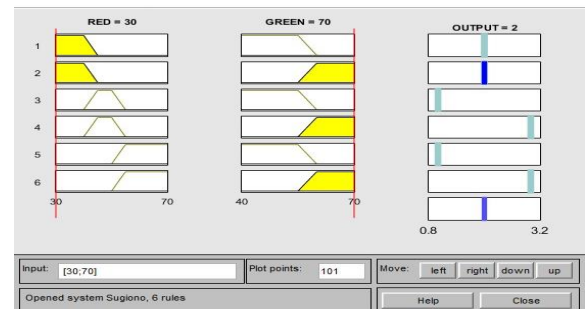 RED = 30 GREEN = 70 OUTPUT = 2
1
2
3
4
5
6
30 70 40 70
0.8 3.2
Input: [30;70] Plot points: 101 Move: left right down up
Opened system Sugiono, 6 rules Help Close